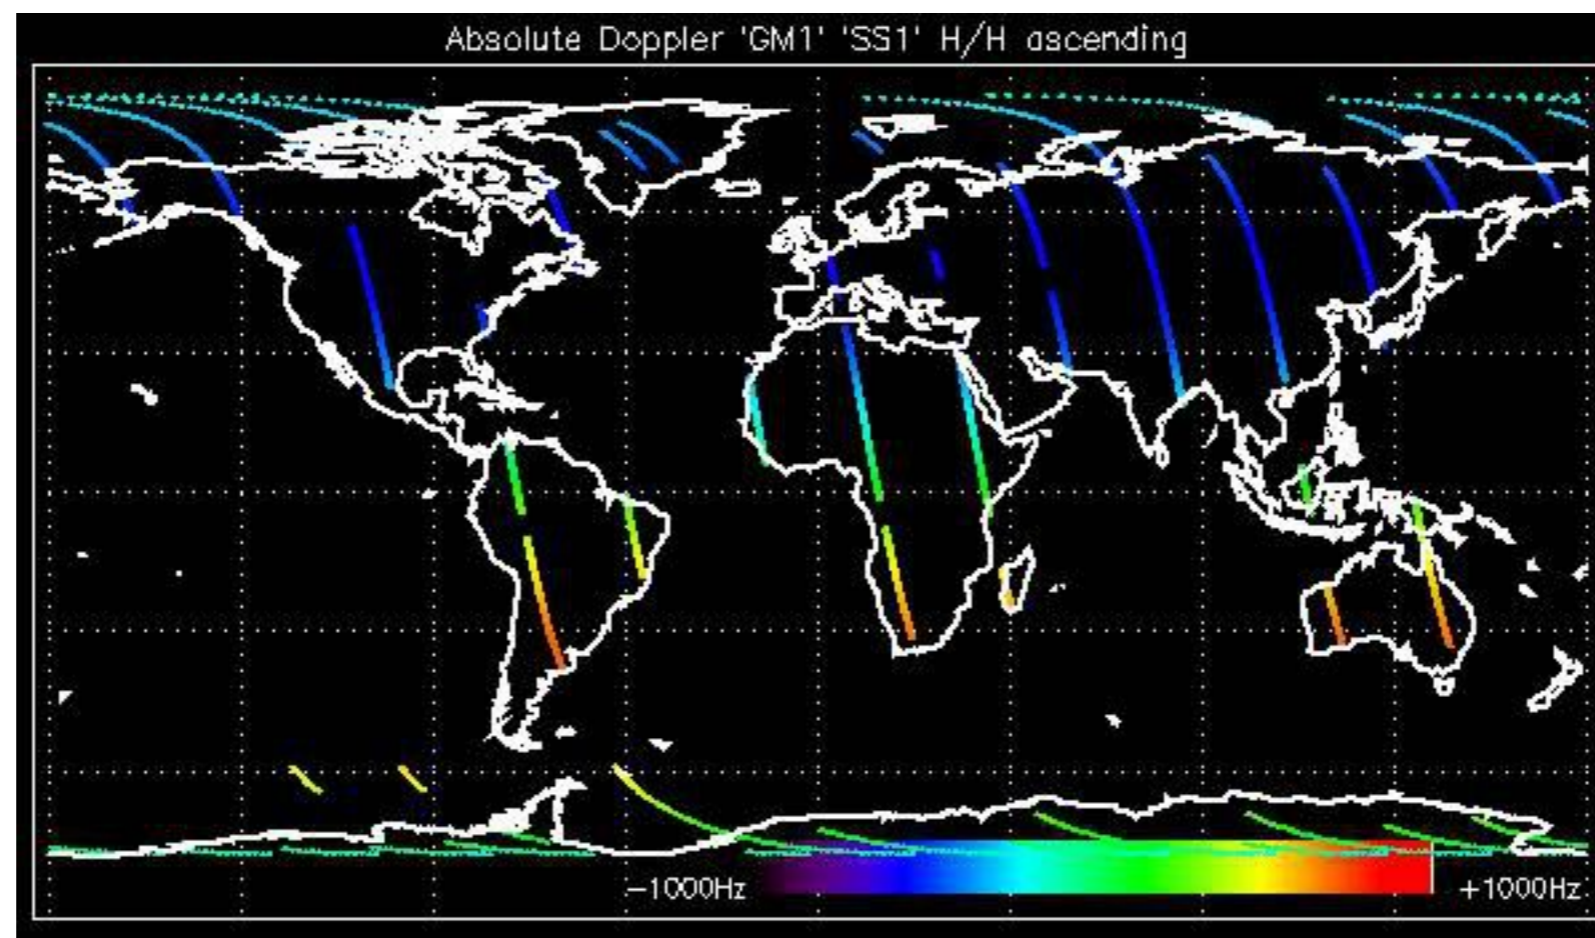 Absolute Doppler 'GM1' 'SS1' H/H ascending
−1000Hz
+1000Hz